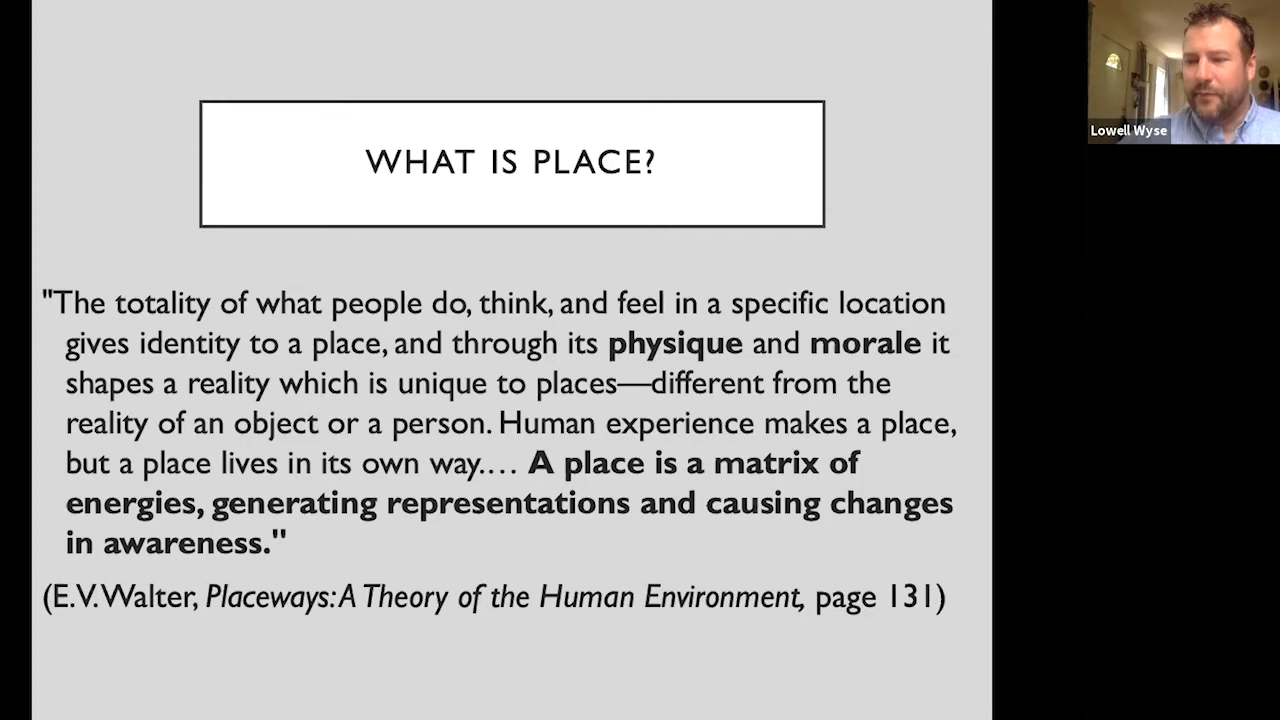 WHAT IS PLACE?
"The totality of what people do, think, and feel in a specific location
gives identity to a place, and through its physique and morale it
shapes a reality which is unique to places—different from the
reality of an object or a person. Human experience makes a place,
but a place lives in its own way.… A place is a matrix of
energies, generating representations and causing changes
in awareness."
(E.V. Walter, Placeways: A Theory of the Human Environment, page 131)
Lowell Wyse